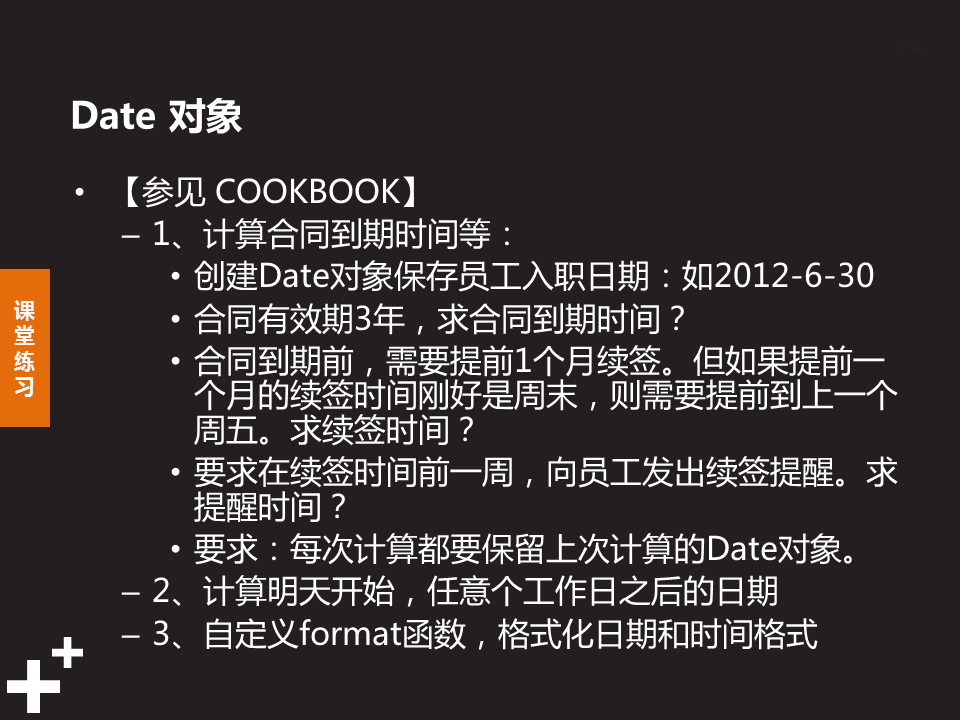 Date 对象
• 【参见 COOKBOOK】
– 1、计算合同到期时间等：
• 创建Date对象保存员工入职日期：如2012-6-30
• 合同有效期3年，求合同到期时间？
• 合同到期前，需要提前1个月续签。但如果提前一
个月的续签时间刚好是周末，则需要提前到上一个
周五。求续签时间？
• 要求在续签时间前一周，向员工发出续签提醒。求
提醒时间？
• 要求：每次计算都要保留上次计算的Date对象。
– 2、计算明天开始，任意个工作日之后的日期
– 3、自定义format函数，格式化日期和时间格式
课
堂
练
习